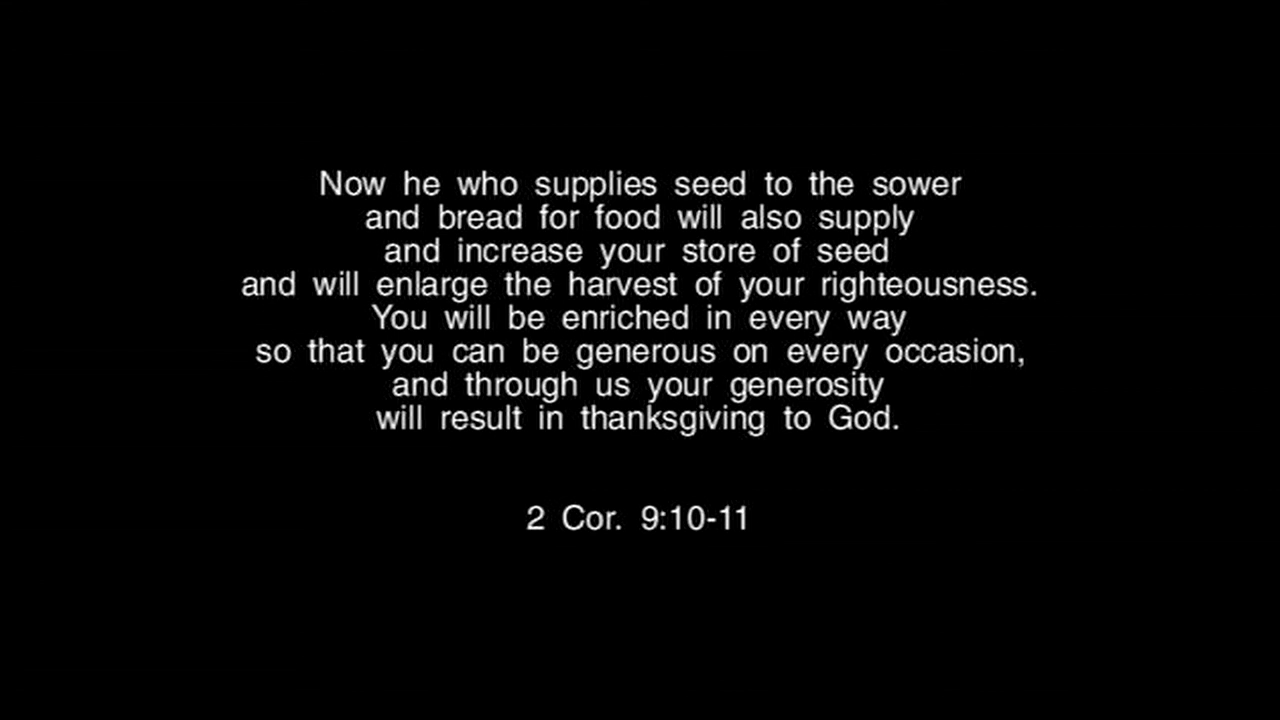 Now he who supplies seed to the sower
and bread for food will also supply
and increase your store of seed
and will enlarge the harvest of your righteousness.
You will be enriched in every way
so that you can be generous on every occasion,
and through us your generosity
will result in thanksgiving to God.
2 Cor. 9:10-11